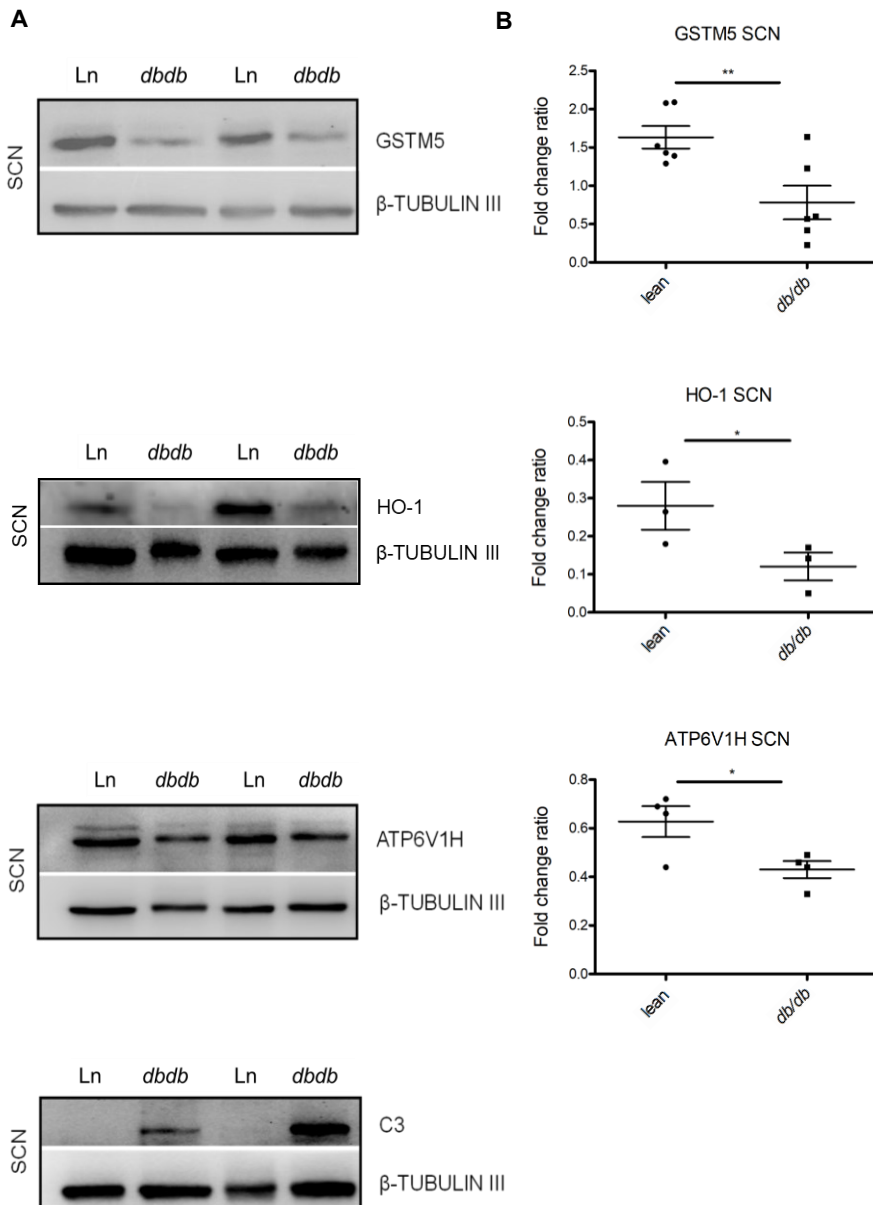 A
Ln dbdb Ln dbdb
SCN
GSTM5
β-TUBULIN III
Ln dbdb Ln dbdb
SCN
HO-1
β-TUBULIN III
Ln dbdb Ln dbdb
SCN
ATP6V1H
β-TUBULIN III
Ln dbdb Ln dbdb
SCN
C3
β-TUBULIN III
B
GSTM5 SCN
**
Fold change ratio
2.5
2.0
1.5
1.0
0.5
0.0
lean db/db
HO-1 SCN
*
Fold change ratio
0.5
0.4
0.3
0.2
0.1
0.0
lean db/db
ATP6V1H SCN
*
Fold change ratio
0.8
0.6
0.4
0.2
0.0
lean db/db